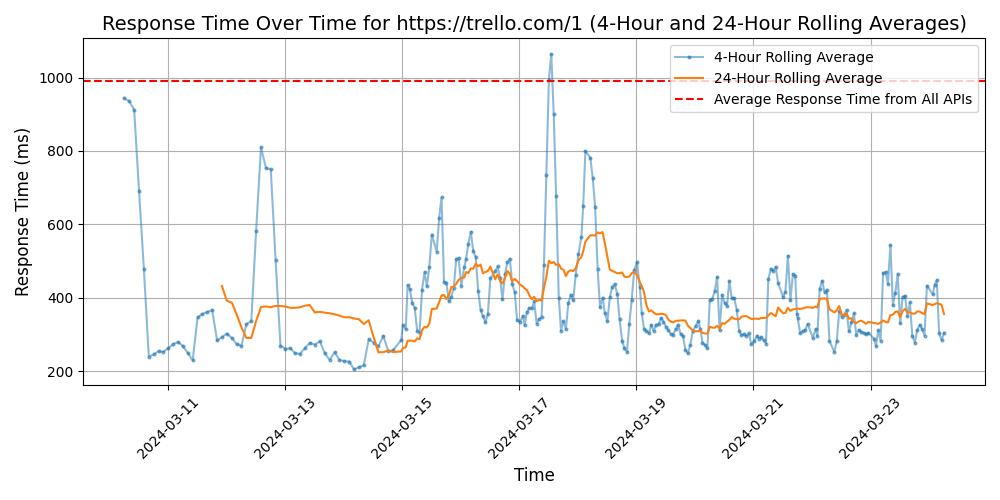 Response Time Over Time for https://trello.com/1 (4-Hour and 24-Hour Rolling Averages)
4-Hour Rolling Average
24-Hour Rolling Average
Average Response Time from All APIs
Response Time (ms)
1000
800
600
400
200
2024-03-11
2024-03-13
2024-03-15
2024-03-17
2024-03-19
2024-03-21
2024-03-23
Time